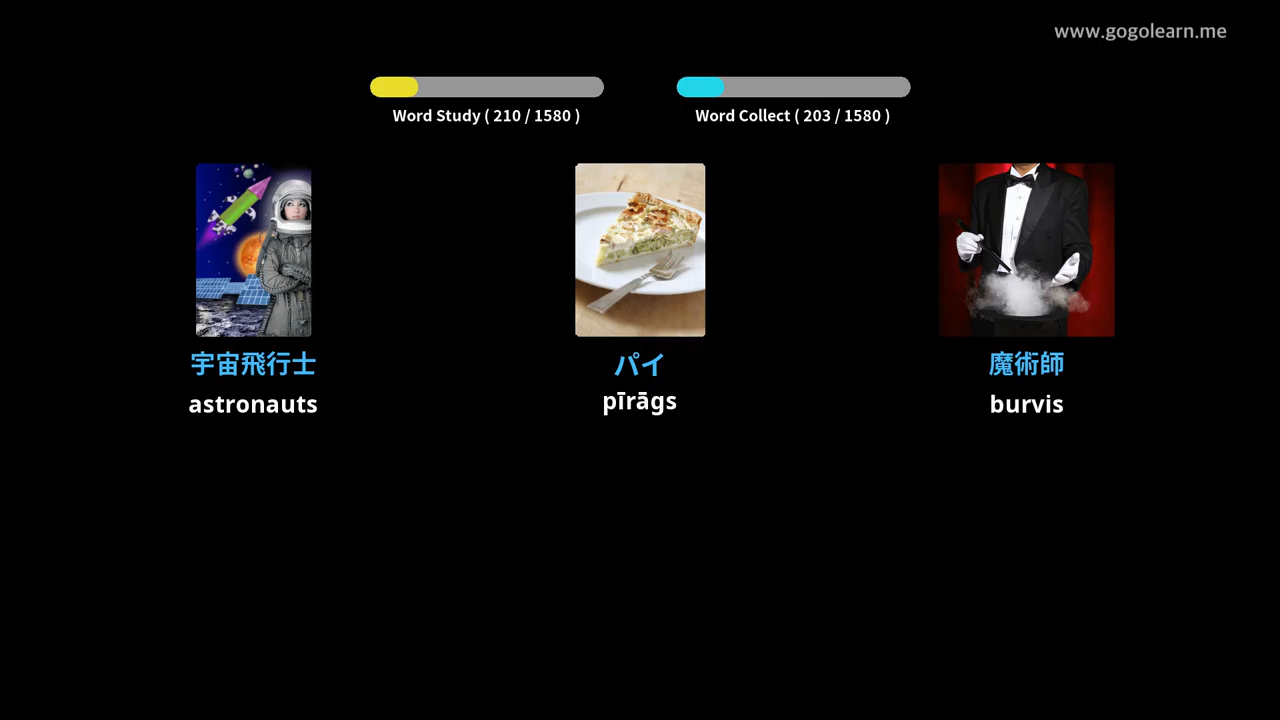 www.gogolearn.me
Word Study ( 210 / 1580 )
Word Collect ( 203 / 1580 )
宇宙飛行士
パイ
魔術師
astronauts
pīrāgs
burvis